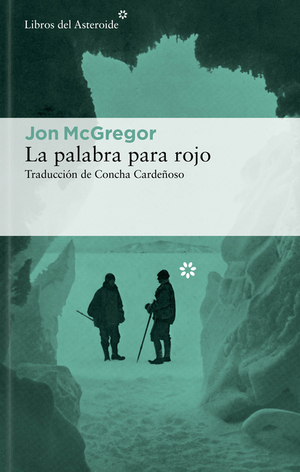 Libros del Asteroide
Jon McGregor
La palabra para rojo
Traducción de Concha Cardeñoso